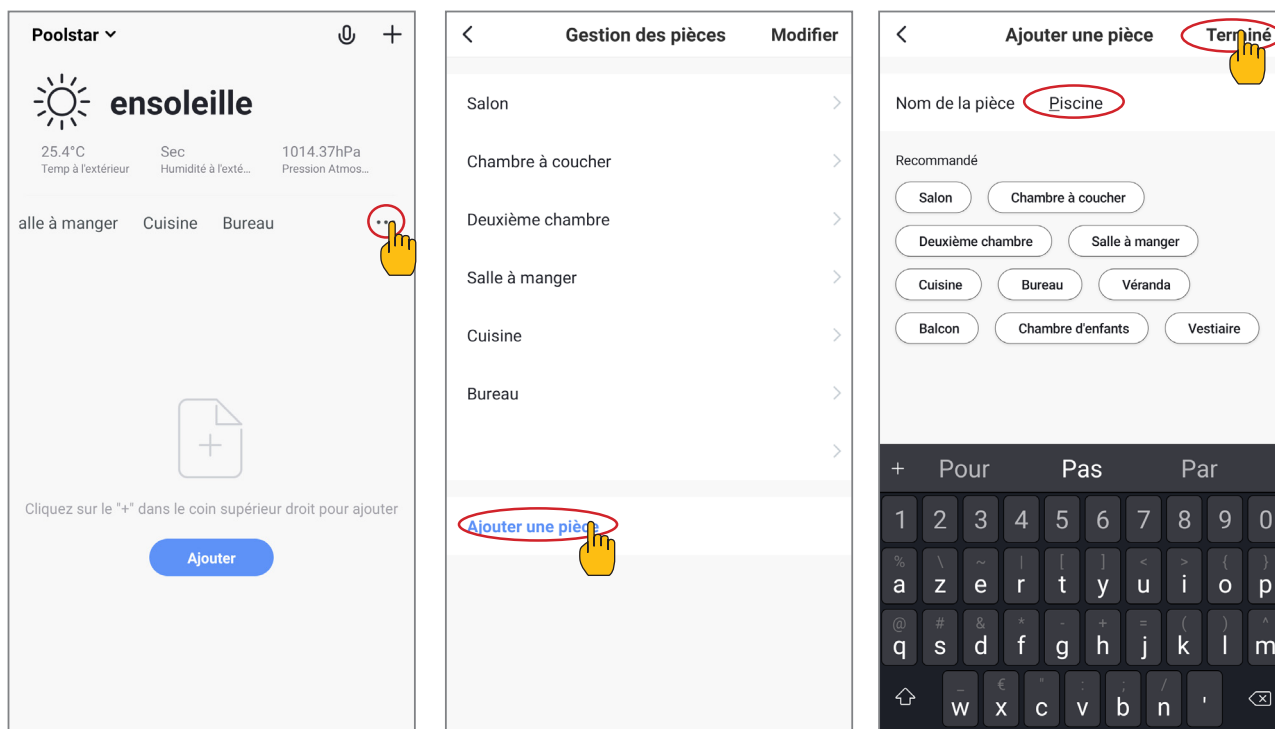 Poolstar
ensoleille
25.4°C Sec 1014.37hPa
Temp à l'extérieur Humidité à l'exté... Pression Atmos...
alle à manger Cuisine Bureau
Cliquez sur le "+" dans le coin supérieur droit pour ajouter
Ajouter
Gestion des pièces Modifier
Salon
Chambre à coucher
Deuxième chambre
Salle à manger
Cuisine
Bureau
Ajouter une pièce
Ajouter une pièce Terminé
Nom de la pièce Piscine
Recommandé
Salon Chambre à coucher
Deuxième chambre Salle à manger
Cuisine Bureau Véranda
Balcon Chambre d'enfants Vestiaire
+ Pour Pas Par
1 2 3 4 5 6 7 8 9 0
% \ ~ | [ ] < > { }
a z e r t y u i o p
@ # & * - + = ( ) ^
q s d f g h j k l m
_ € " : ; /
w x c v b n '